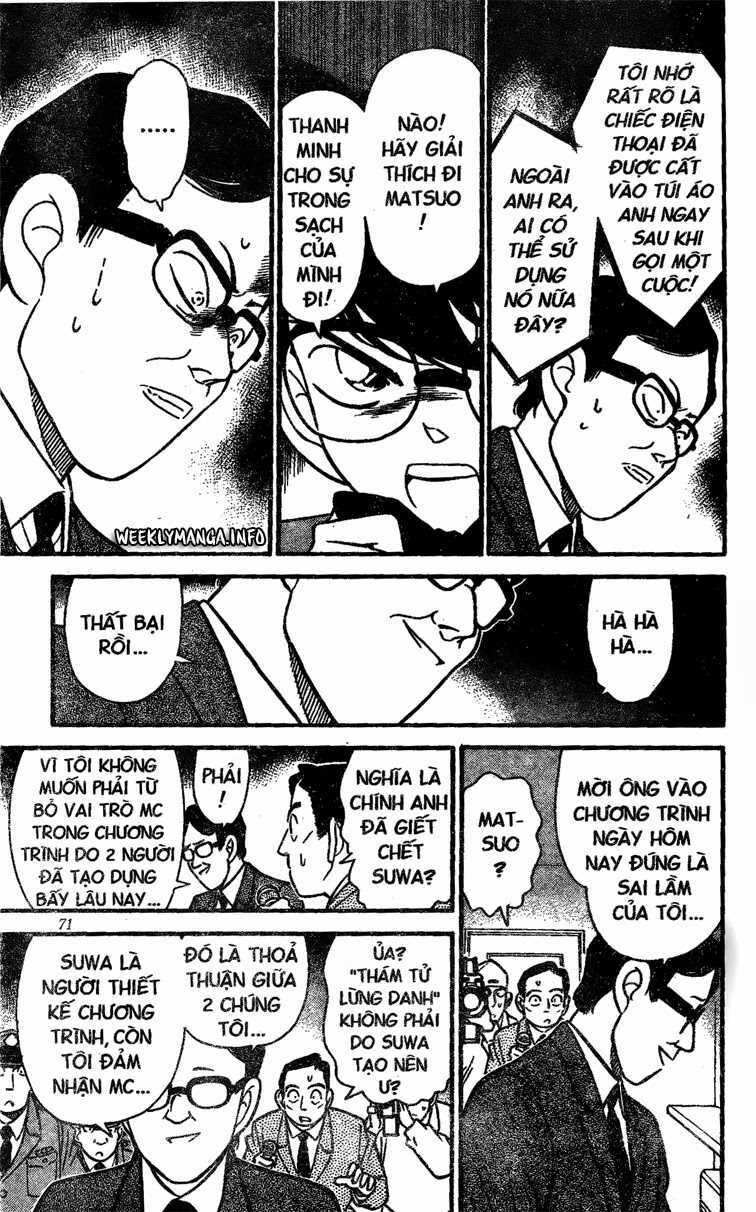 TÔI NHỚ
RẤT RÕ LÀ
CHIẾC ĐIỆN
THOẠI ĐÃ
ĐƯỢC CẤT
VÀO TÚI ÁO
ANH NGAY
SAU KHI
GỌI MỘT
CUỘC!
NGOÀI
ANH RA,
AI CÓ
THỂ SỬ
DỤNG
NÓ NỮA
ĐÂY?
NÀO!
HÃY GIẢI
THÍCH ĐI
MATSUO
!
THANH
MINH
CHO SỰ
TRONG
SẠCH
CỦA
MÌNH
ĐI!
......
WEEKLYMANGA.INFO
HÀ HÀ
HÀ...
THẤT BẠI
RỒI...
MỜI ÔNG VÀO
CHƯƠNG TRÌNH
NGÀY HÔM
NAY ĐÚNG LÀ
SAI LẦM
CỦA TÔI...
MAT-
SUO
?
NGHĨA LÀ
CHÍNH ANH
ĐÃ GIẾT
CHẾT
SUWA?
PHẢI
!
VÌ TÔI KHÔNG
MUỐN PHẢI TỪ
BỎ VAI TRÒ MC
TRONG CHƯƠNG
TRÌNH DO 2 NGƯỜI
ĐÃ TẠO DỰNG
BẤY LÂU NAY...
71
ỦA?
"THÁM TỬ
LỪNG DANH"
KHÔNG PHẢI
DO SUWA
TẠO NÊN
Ư?
ĐÓ LÀ THOẢ
THUẬN GIỮA
2 CHÚNG
TÔI...
SUWA LÀ
NGƯỜI THIẾT
KẾ CHƯƠNG
TRÌNH, CÒN
TÔI ĐẢM
NHẬN MC...